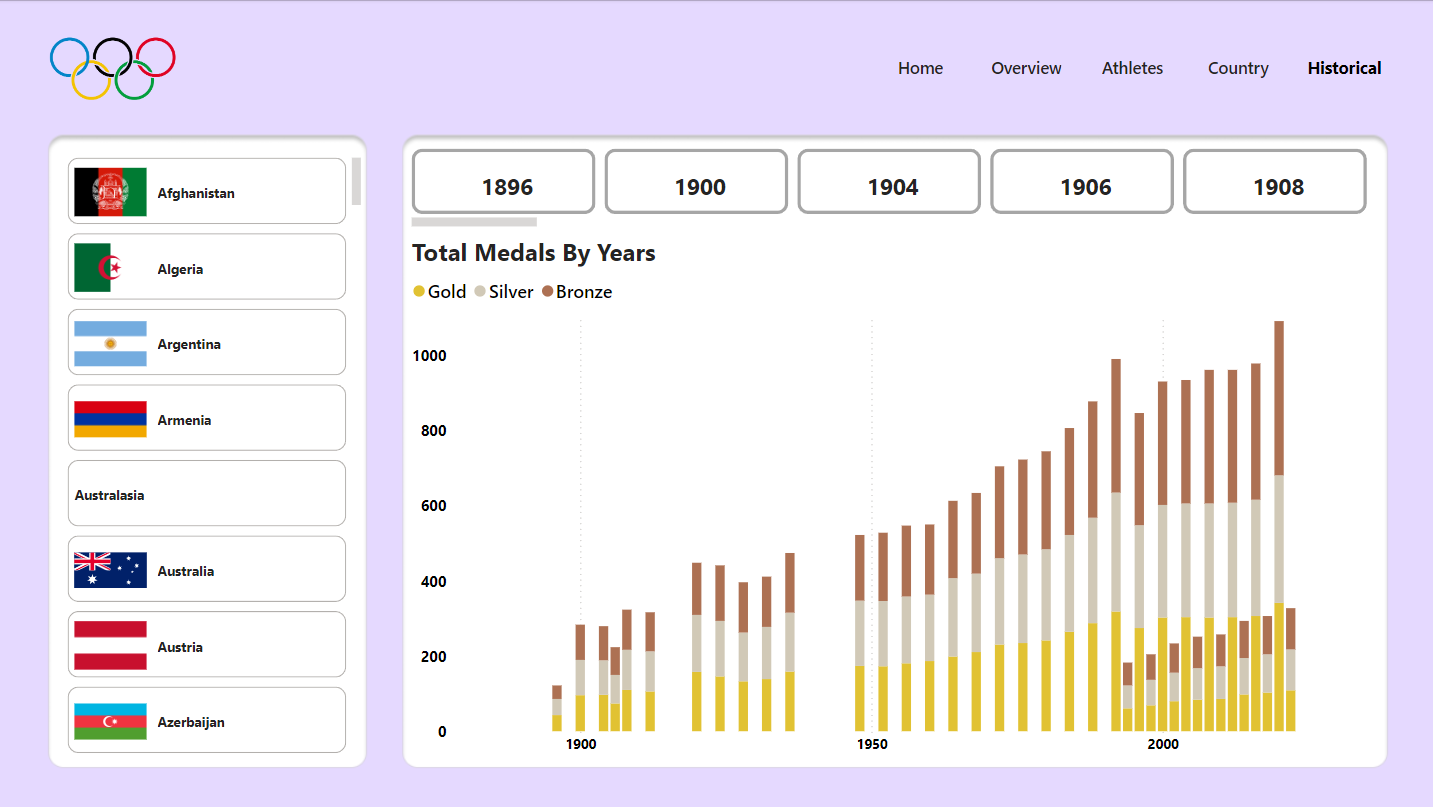 Home Overview Athletes Country Historical
Afghanistan
Algeria
Argentina
Armenia
Australasia
Australia
Austria
Azerbaijan
1896 1900 1904 1906 1908
Total Medals By Years
Gold Silver Bronze
1000
800
600
400
200
0
1900 1950 2000